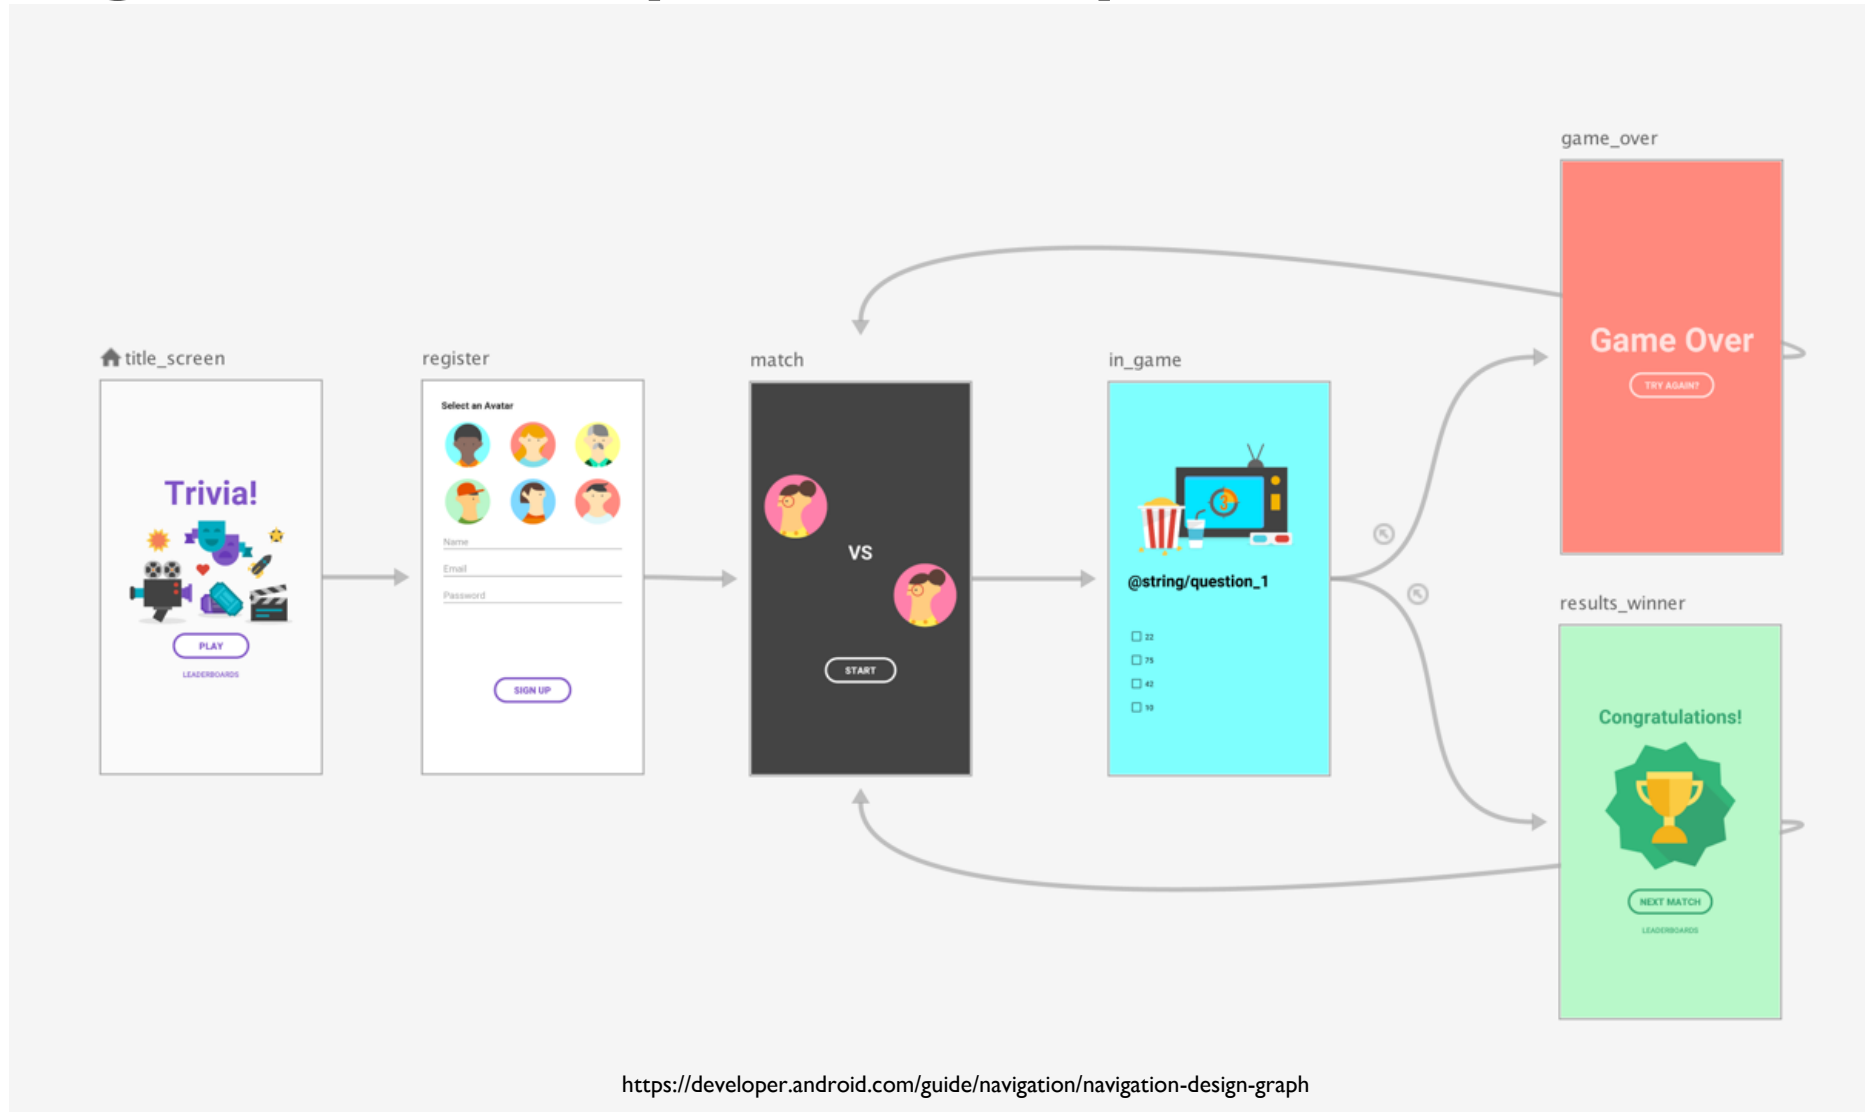 title_screen
Trivia!
PLAY
LEADERBOARDS
register
Select an Avatar
Name
Email
Password
SIGN UP
match
VS
START
in_game
3
@string/question_1
22
75
42
10
game_over
Game Over
TRY AGAIN?
results_winner
Congratulations!
NEXT MATCH
LEADERBOARDS
https://developer.android.com/guide/navigation/navigation-design-graph